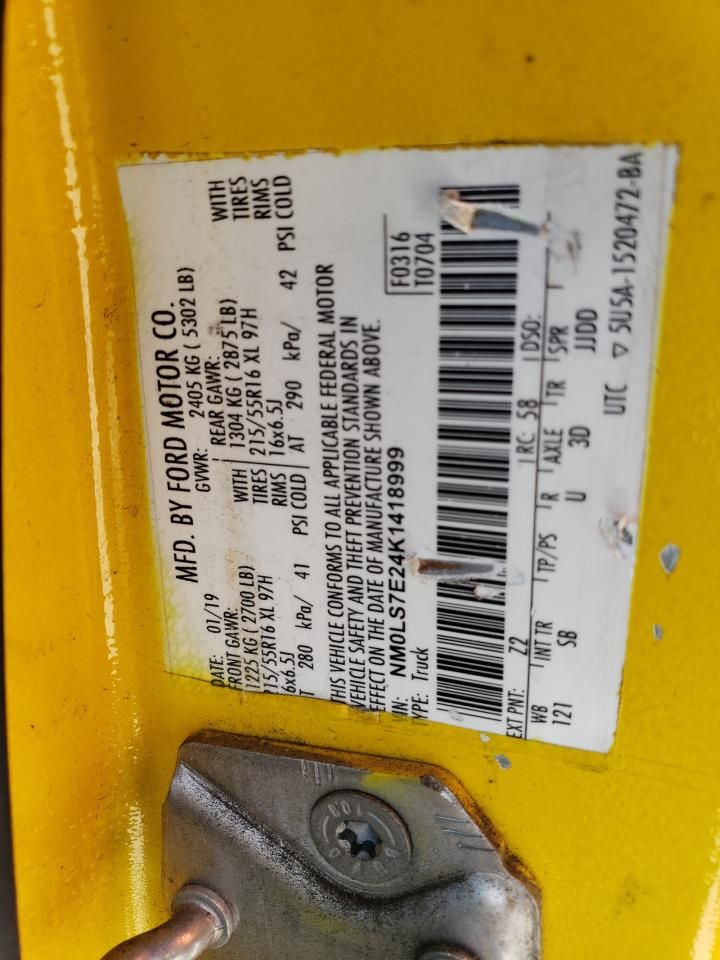 MFD. BY FORD MOTOR CO.
DATE: 01/19 GVWR: 2405 KG ( 5302 LB)
FRONT GAWR: REAR GAWR:
1225 KG ( 2700 LB) WITH 1304 KG ( 2875 LB) WITH
215/55R16 XL 97H TIRES 215/55R16 XL 97H TIRES
6x6.5J RIMS 16x6.5J RIMS
T 280 kPa/ 41 PSI COLD AT 290 kPa/ 42 PSI COLD
THIS VEHICLE CONFORMS TO ALL APPLICABLE FEDERAL MOTOR
VEHICLE SAFETY AND THEFT PREVENTION STANDARDS IN
EFFECT ON THE DATE OF MANUFACTURE SHOWN ABOVE.
VIN: NM0LS7E24K1418999 F0316
TYPE: Truck T0704
EXT PNT: Z2 RC: 58 DSO:
WB INT TR TP/PS R AXLE TR SPR
121 SB U 3D JJDD
UTC ▽ 5U5A-1520472-BA
10.9